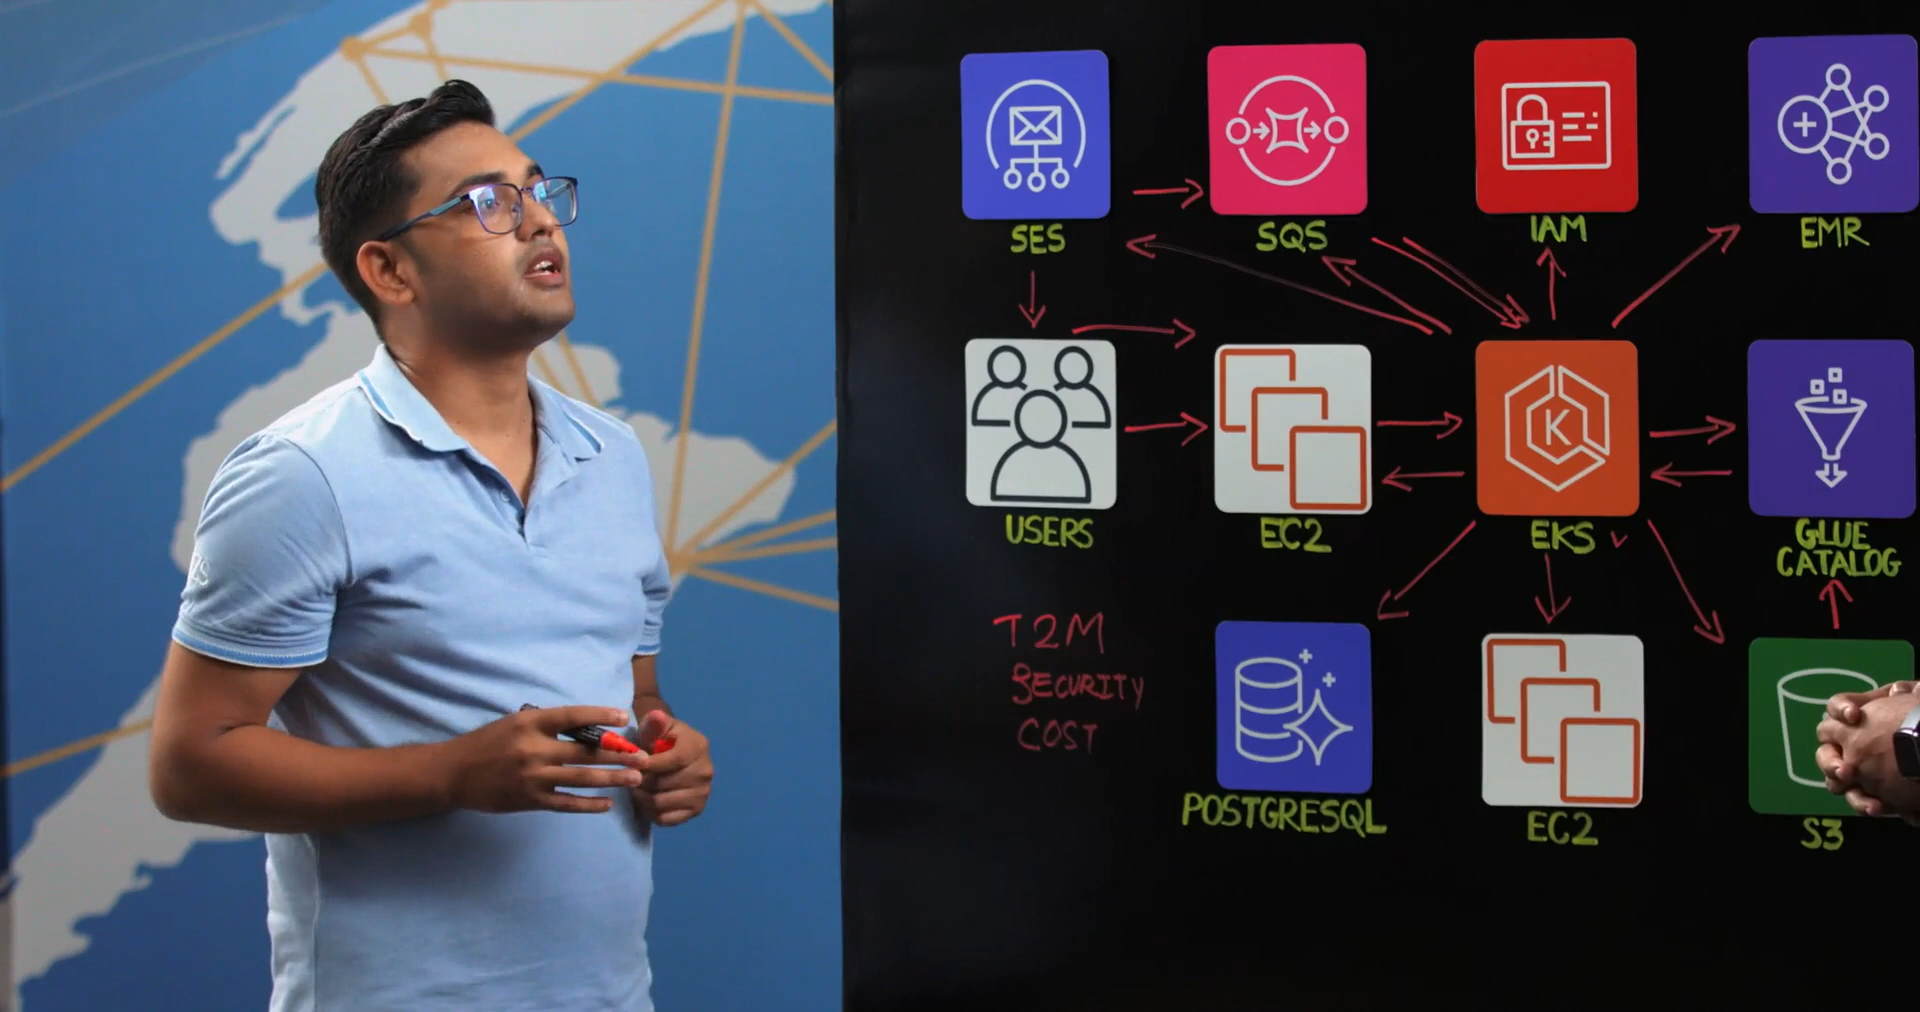 SES
SQS
IAM
EMR
USERS
EC2
K
EKS
GLUE
CATALOG
T2M
SECURITY
COST
POSTGRESQL
EC2
S3